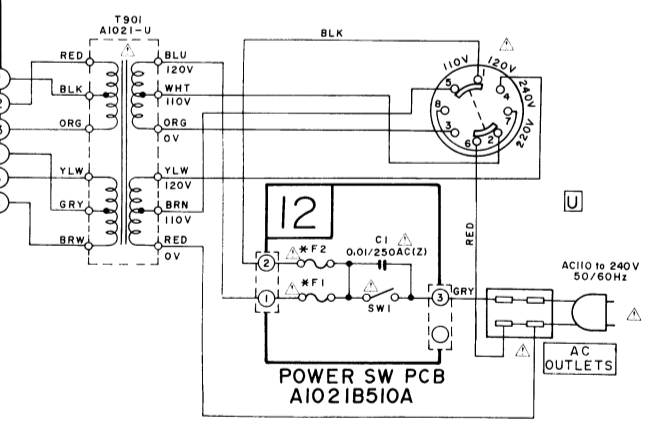 T901
A1021-U
RED
BLK
ORG
YLW
GRY
BRW
BLU
120V
WHT
110V
ORG
0V
YLW
120V
BRN
110V
RED
0V
BLK
110V
120V
240V
220V
1
5
4
8
7
3
6
2
RED
U
12
2
*F2
C1
0.01/250AC(Z)
1
*F1
SW1
3
GRY
AC110 to 240V
50/60Hz
AC
OUTLETS
POWER SW PCB
A1021B510A